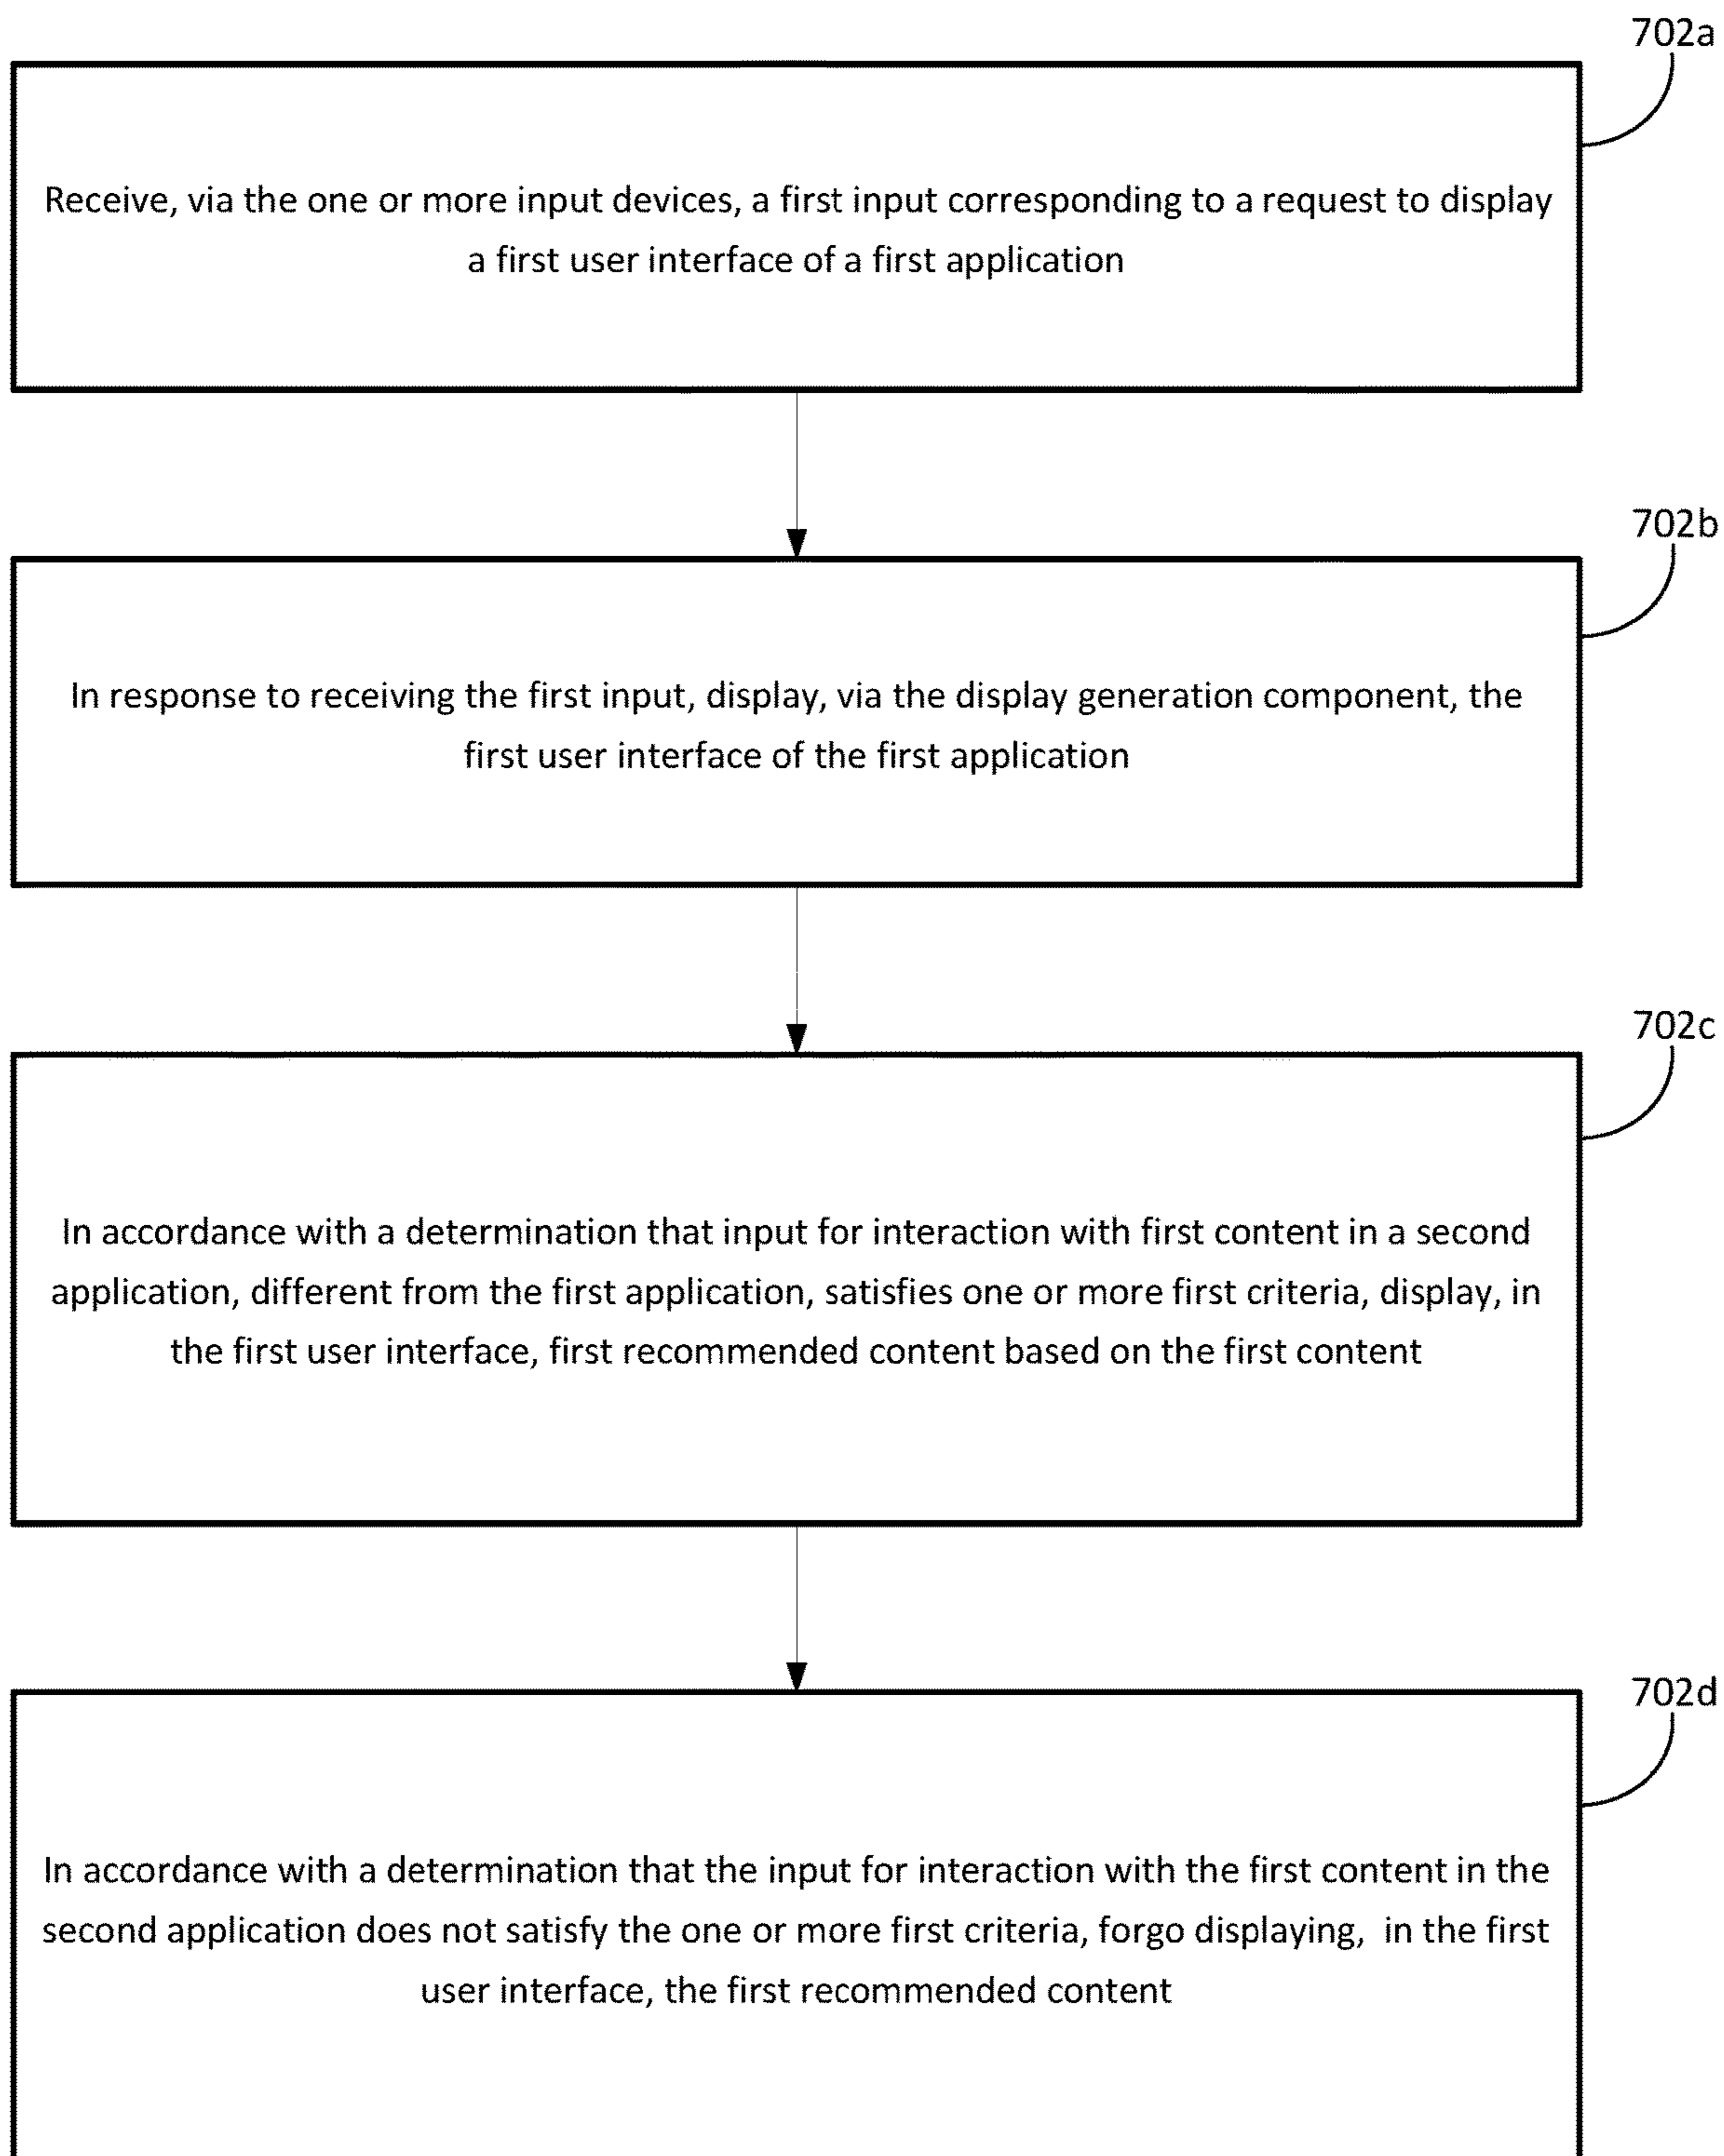 702a
Receive, via the one or more input devices, a first input corresponding to a request to display
a first user interface of a first application
702b
In response to receiving the first input, display, via the display generation component, the
first user interface of the first application
702c
In accordance with a determination that input for interaction with first content in a second
application, different from the first application, satisfies one or more first criteria, display, in
the first user interface, first recommended content based on the first content
702d
In accordance with a determination that the input for interaction with the first content in the
second application does not satisfy the one or more first criteria, forgo displaying,  in the first
user interface, the first recommended content